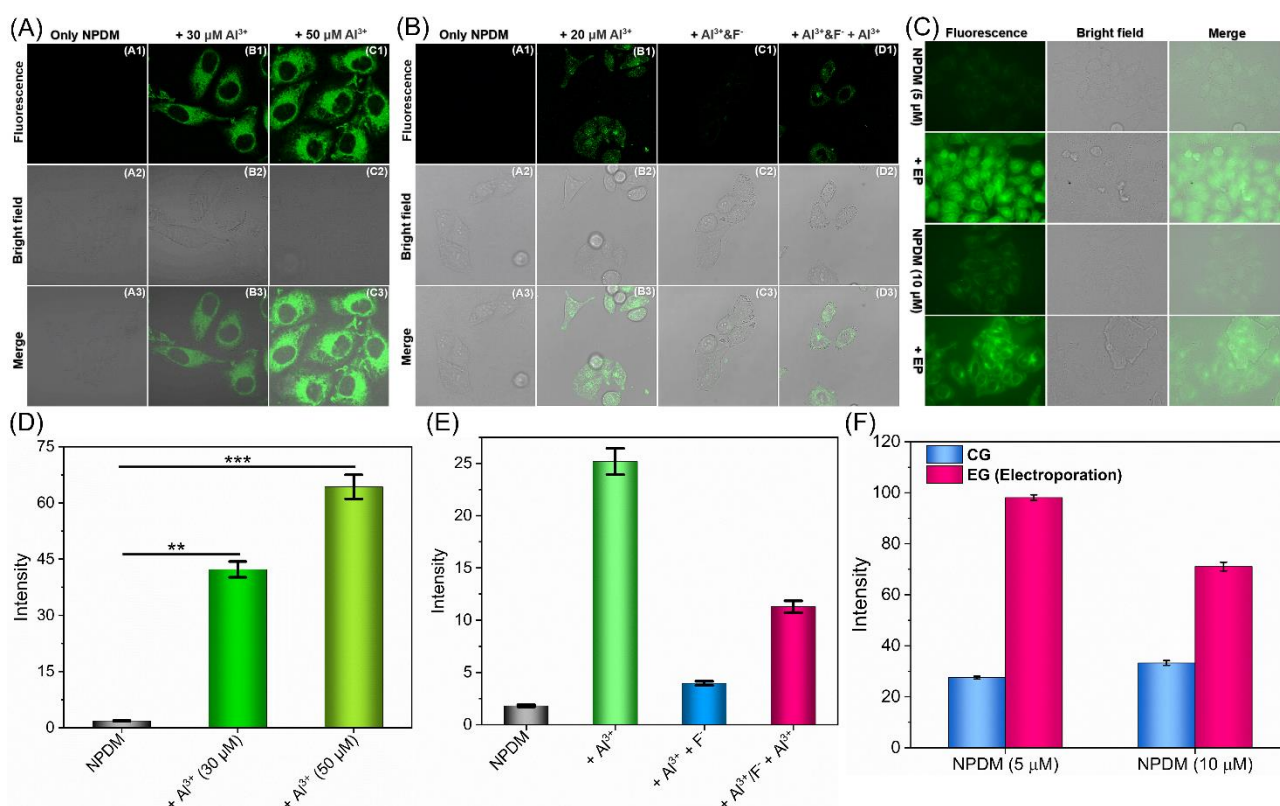 (A)
Only NPDM + 30 μM Al³⁺ + 50 μM Al³⁺
Fluorescence
(A1) (B1) (C1)
Bright field
(A2) (B2) (C2)
Merge
(A3) (B3) (C3)
(B)
Only NPDM + 20 μM Al³⁺ + Al³⁺&F⁻ + Al³⁺&F⁻ + Al³⁺
Fluorescence
(A1) (B1) (C1) (D1)
Bright field
(A2) (B2) (C2) (D2)
Merge
(A3) (B3) (C3) (D3)
(C)
Fluorescence Bright field Merge
NPDM (5 μM)
+ EP
NPDM (10 μM)
+ EP
(D)
Intensity
75
60
45
30
15
0
***
**
NPDM
+ Al³⁺ (30 μM)
+ Al³⁺ (50 μM)
(E)
Intensity
25
20
15
10
5
0
NPDM
+ Al³⁺
+ Al³⁺ + F⁻
+ Al³⁺/F⁻ + Al³⁺
(F)
Intensity
120
100
80
60
40
20
0
CG
EG (Electroporation)
NPDM (5 μM) NPDM (10 μM)